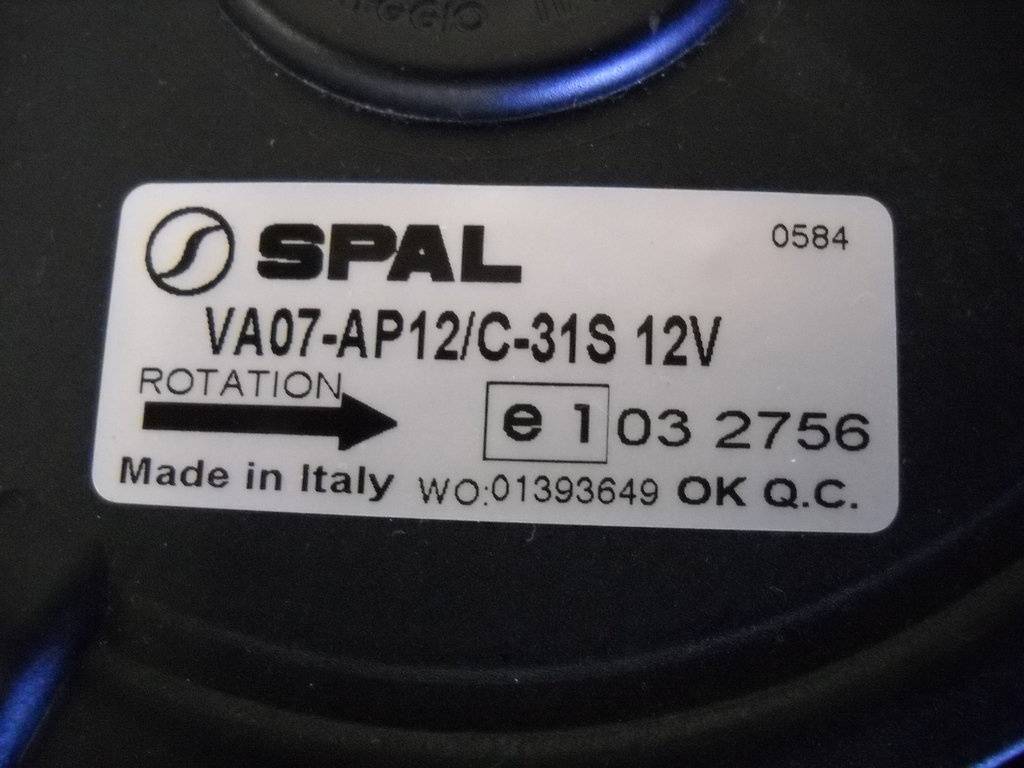 SPAL
0584
VA07-AP12/C-31S 12V
ROTATION
e 1 03 2756
Made in Italy WO:01393649 OK Q.C.